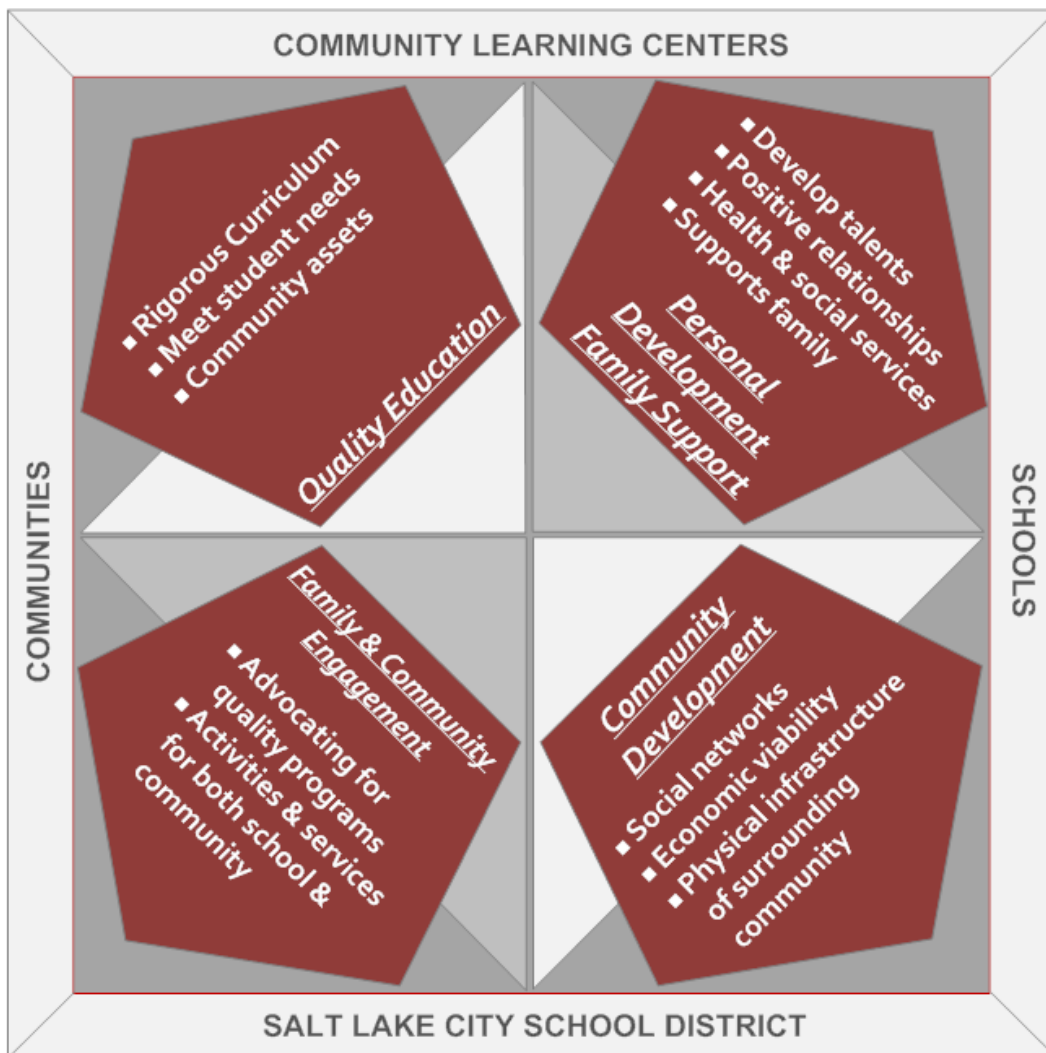 COMMUNITY LEARNING CENTERS
■ Rigorous Curriculum
■ Meet student needs
■ Community assets
Quality Education
■ Develop talents
■ Positive relationships
■ Health & social services
■ Supports family
Personal
Development
Family Support
COMMUNITIES
SCHOOLS
Family & Community
Engagement
■ Advocating for
quality programs
■ Activities & services
for both school &
community
Community
Development
■ Social networks
■ Economic viability
■ Physical infrastructure
of surrounding
community
SALT LAKE CITY SCHOOL DISTRICT